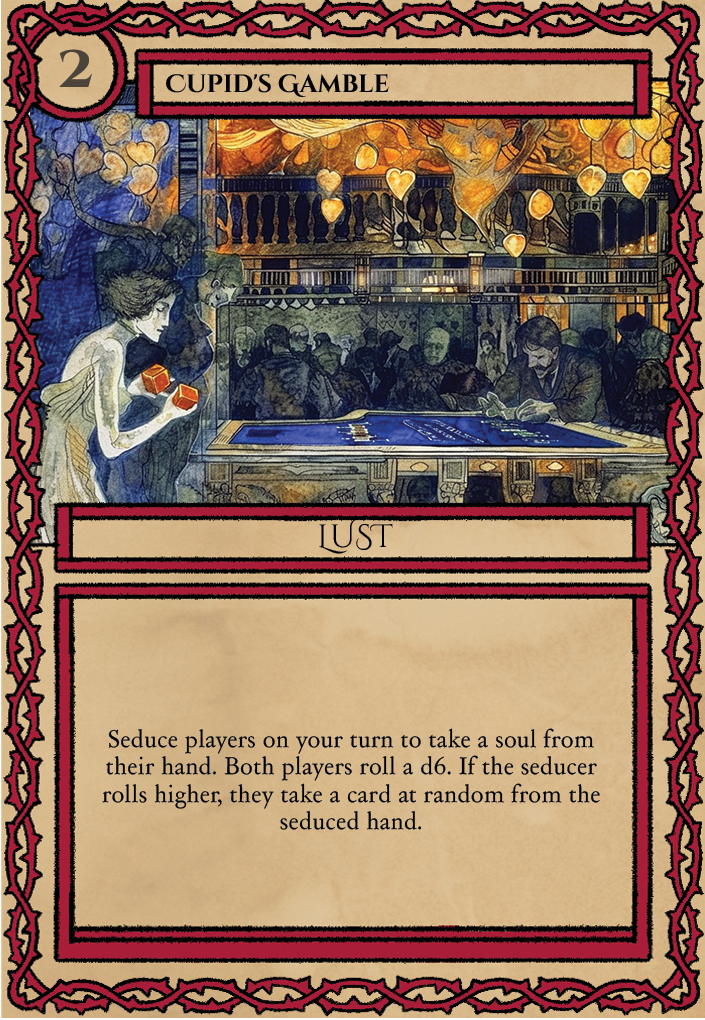 2
Cupid's Gamble
LUST
Seduce players on your turn to take a soul from
their hand. Both players roll a d6. If the seducer
rolls higher, they take a card at random from the
seduced hand.